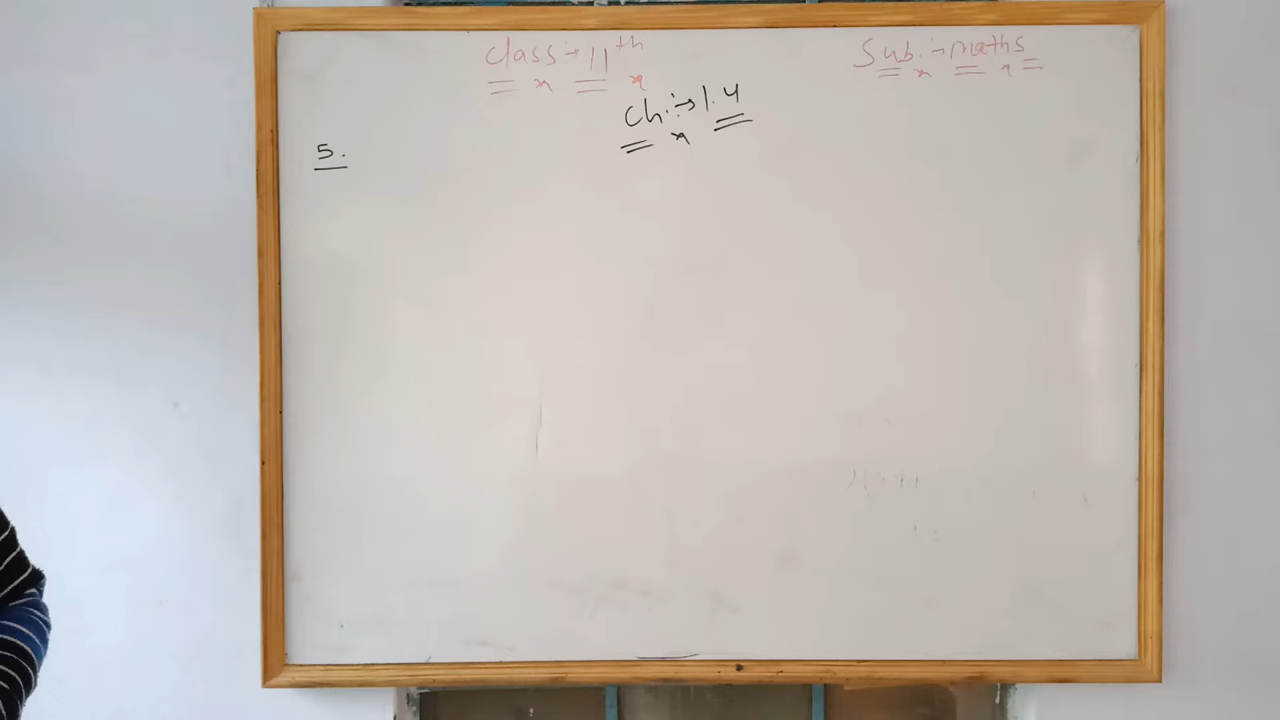 Class :→ 11th
Sub. :- Maths
Ch. :→ 1.4
5.